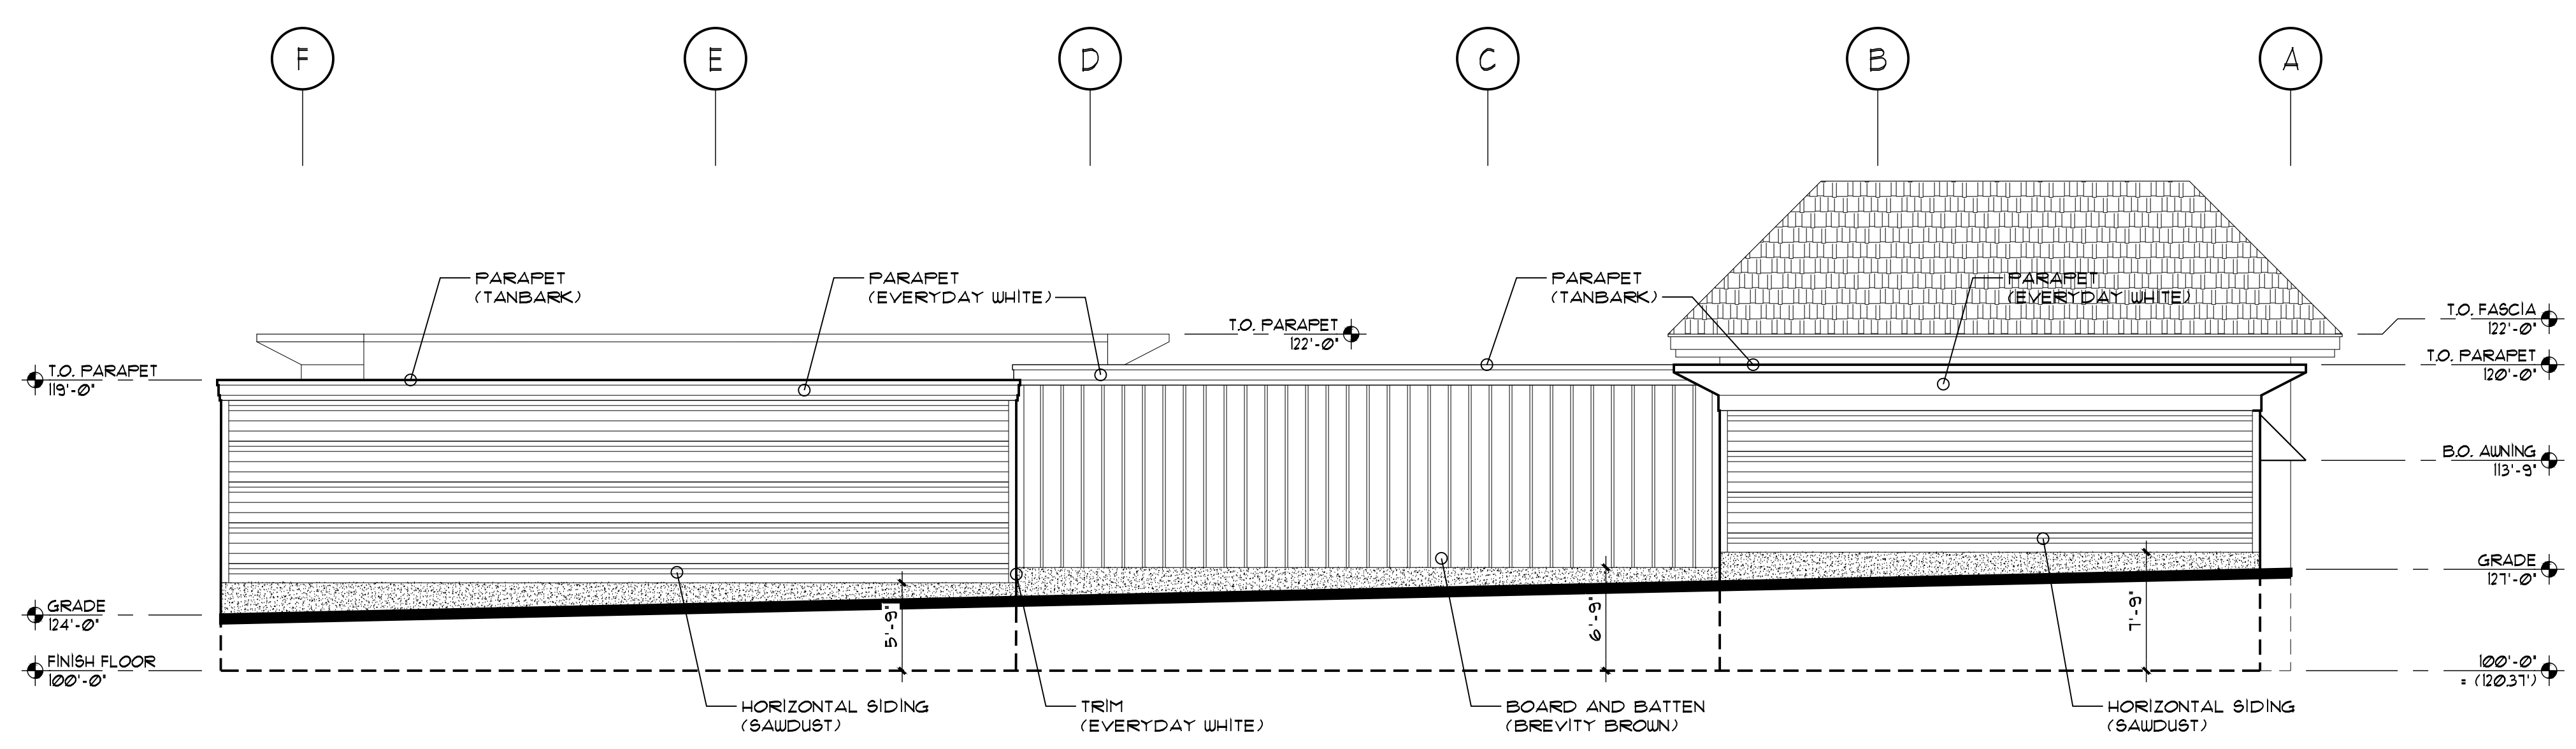 F
E
D
C
B
A
PARAPET
(TANBARK)
PARAPET
(EVERYDAY WHITE)
PARAPET
(TANBARK)
PARAPET
(EVERYDAY WHITE)
T.O. PARAPET
122'-0"
T.O. FASCIA
122'-0"
T.O. PARAPET
119'-0"
T.O. PARAPET
120'-0"
B.O. AWNING
113'-9"
GRADE
127'-0"
GRADE
124'-0"
FINISH FLOOR
100'-0"
5'-9"
6'-9"
7'-9"
100'-0"
= (120.37')
HORIZONTAL SIDING
(SAWDUST)
TRIM
(EVERYDAY WHITE)
BOARD AND BATTEN
(BREVITY BROWN)
HORIZONTAL SIDING
(SAWDUST)